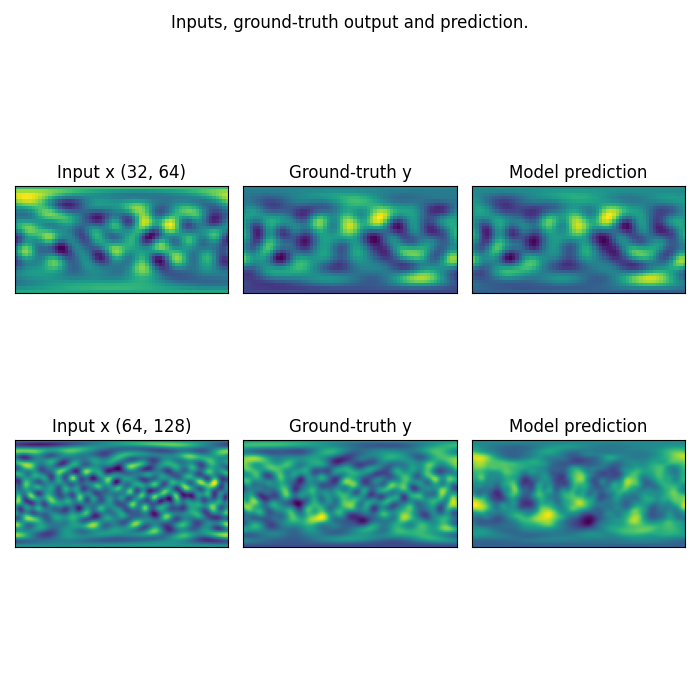 Inputs, ground-truth output and prediction.
Input x (32, 64)
Ground-truth y
Model prediction
Input x (64, 128)
Ground-truth y
Model prediction